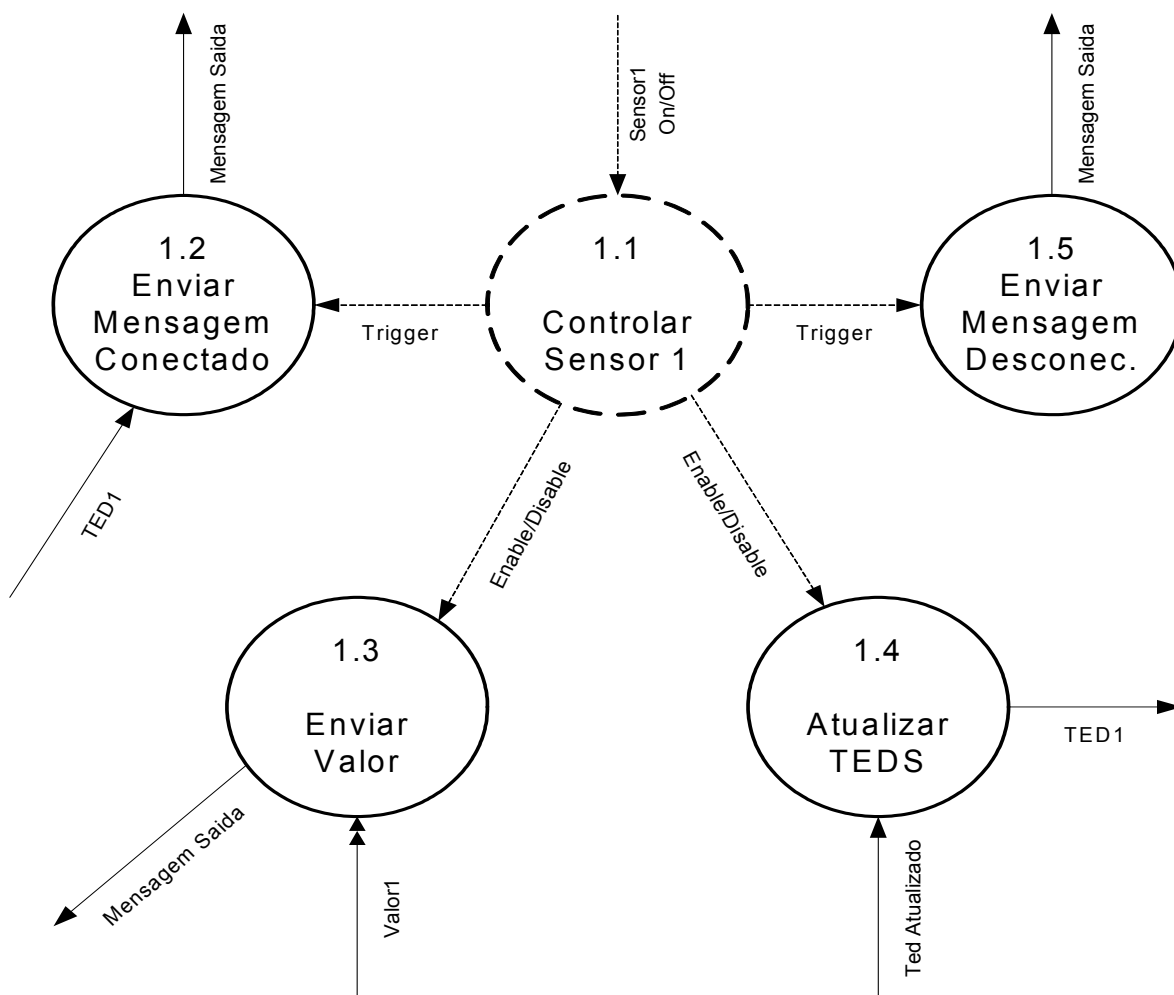 Mensagem Saida
Sensor1
On/Off
Mensagem Saida
1.2
Enviar
Mensagem
Conectado
Trigger
1.1
Controlar
Sensor 1
Trigger
1.5
Enviar
Mensagem
Desconec.
TED1
Enable/Disable
Enable/Disable
1.3
Enviar
Valor
1.4
Atualizar
TEDS
TED1
Mensagem Saida
Valor1
Ted Atualizado